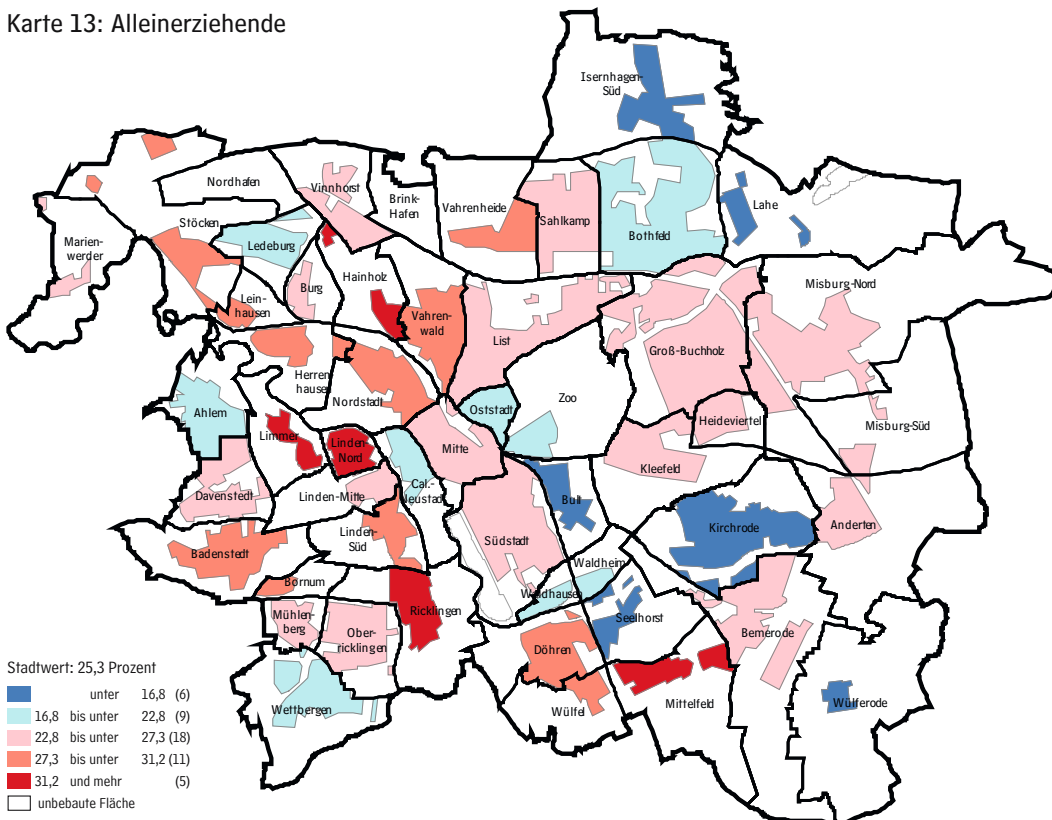 Karte 13: Alleinerziehende
Isernhagen-
Süd
Nordhafen
Vinnhorst
Brink-
Hafen
Vahrenheide
Sahlkamp
Bothfeld
Lahe
Marien-
werder
Stöcken
Ledeburg
Burg
Hainholz
Lein-
hausen
Vahren-
wald
List
Groß-Buchholz
Misburg-Nord
Misburg-Süd
Herren-
hausen
Nordstadt
Oststadt
Zoo
Heideviertel
Kleefeld
Ahlem
Limmer
Linden-
Nord
Mitte
Cal.-
Neustadt
Davenstedt
Linden-Mitte
Linden-
Süd
Südstadt
Bult
Kirchrode
Anderten
Badenstedt
Bornum
Waldheim
Waldhausen
Seelhorst
Ricklingen
Mühlen-
berg
Ober-
ricklingen
Döhren
Bemerode
Wettbergen
Wülfel
Mittelfeld
Wülferode
Stadtwert: 25,3 Prozent
unter 16,8 (6)
16,8 bis unter 22,8 (9)
22,8 bis unter 27,3 (18)
27,3 bis unter 31,2 (11)
31,2 und mehr (5)
unbebaute Fläche